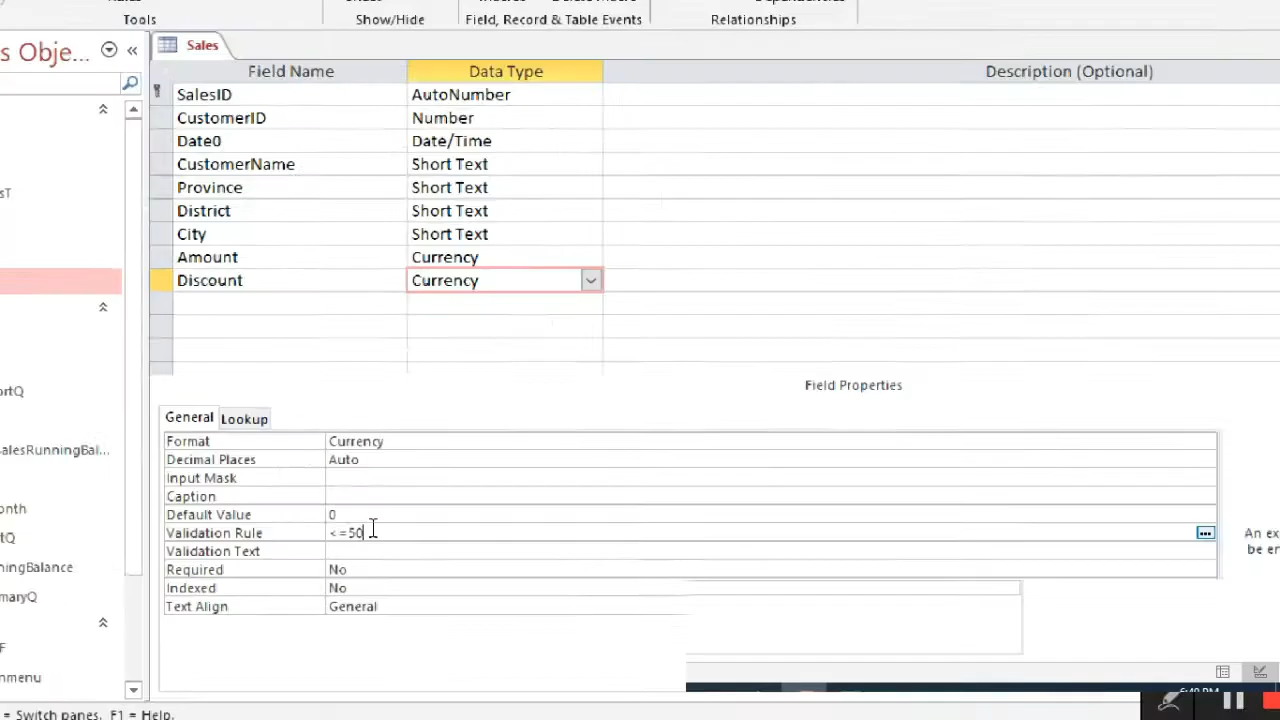 Tools
Show/Hide
Field, Record & Table Events
Relationships
s Obje...
«
Sales
Field Name Data Type Description (Optional)
SalesID AutoNumber
CustomerID Number
Date0 Date/Time
CustomerName Short Text
Province Short Text
District Short Text
City Short Text
Amount Currency
Discount Currency
sT
ortQ
alesRunningBal...
onth
tQ
ningBalance
maryQ
F
nmenu
Field Properties
General Lookup
Format Currency
Decimal Places Auto
Input Mask
Caption
Default Value 0
Validation Rule <=50
Validation Text
Required No
Indexed No
Text Align General
An ex
be en
= Switch panes. F1 = Help.